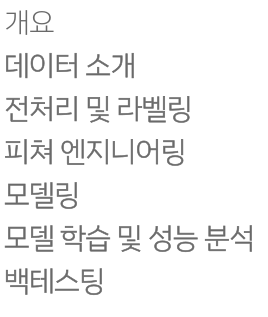 개요
데이터 소개
전처리 및 라벨링
피쳐 엔지니어링
모델링
모델 학습 및 성능 분석
백테스팅